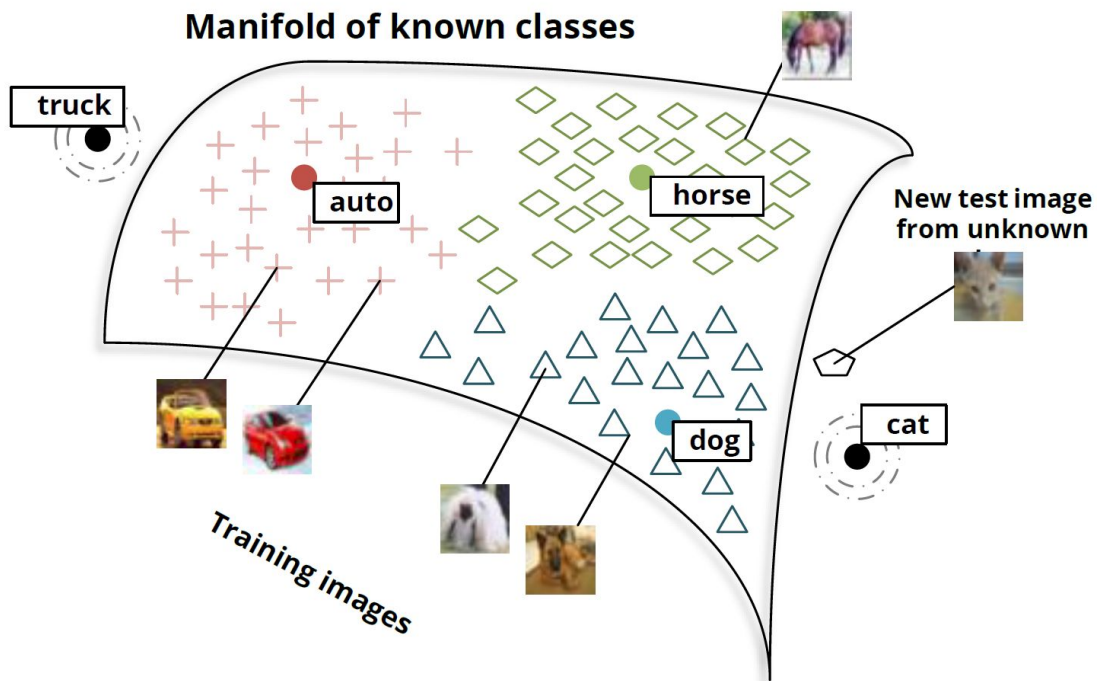 Manifold of known classes
truck
auto
horse
New test image
from unknown
cat
dog
Training images